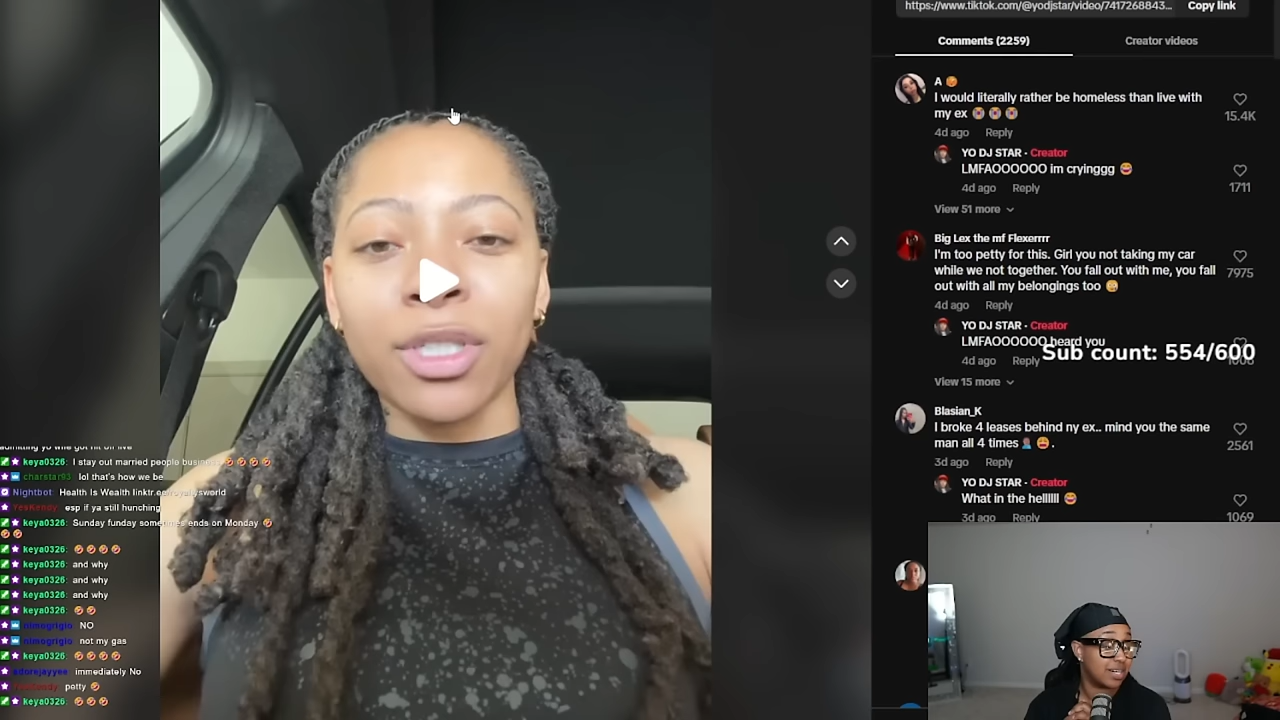 https://www.tiktok.com/@yodjstar/video/7417268843... Copy link
Comments (2259) Creator videos
A
I would literally rather be homeless than live with
my ex 😭 😭 😭
15.4K
4d ago Reply
YO DJ STAR · Creator
LMFAOOOOOO im cryinggg 😅
1711
4d ago Reply
View 51 more
Big Lex the mf Flexerrrr
I'm too petty for this. Girl you not taking my car
while we not together. You fall out with me, you fall
out with all my belongings too
7975
4d ago Reply
YO DJ STAR · Creator
LMFAOOOOOO heard you
4d ago Reply
Sub count: 554/600
View 15 more
Blasian_K
I broke 4 leases behind ny ex.. mind you the same
man all 4 times 🤦🏾‍♀️ 😩 .
2561
3d ago Reply
YO DJ STAR · Creator
What in the hellllll 😅
1069
3d ago Reply
keya0326: I stay out married people business 🤣 🤣 🤣 🤣
charstar93 lol that's how we be
Nightbot: Health Is Wealth
esp if ya still hunching
keya0326: Sunday funday sometimes ends on Monday 🤣
🤣 🤣
keya0326: 🤣 🤣 🤣 🤣
keya0326: and why
keya0326: and why
keya0326: and why
keya0326: 🤣 🤣
nimogrigio NO
nimogrigio not my gas
keya0326: 🤣 🤣 🤣 🤣
immediately No
petty 🤣
keya0326: 🤣 🤣 🤣